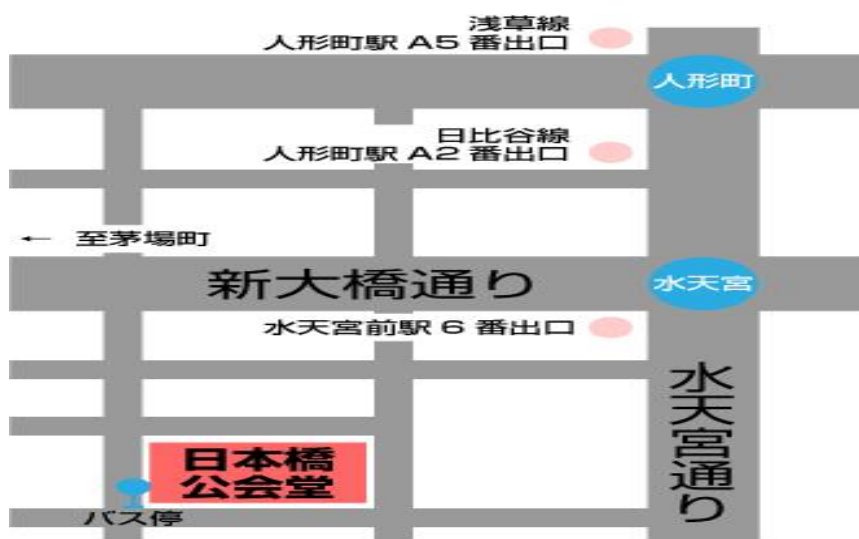 浅草線
人形町駅 A5 番出口
人形町
日比谷線
人形町駅 A2 番出口
← 至茅場町
新大橋通り
水天宮
水天宮前駅 6 番出口
水天宮通り
日本橋
公会堂
バス停